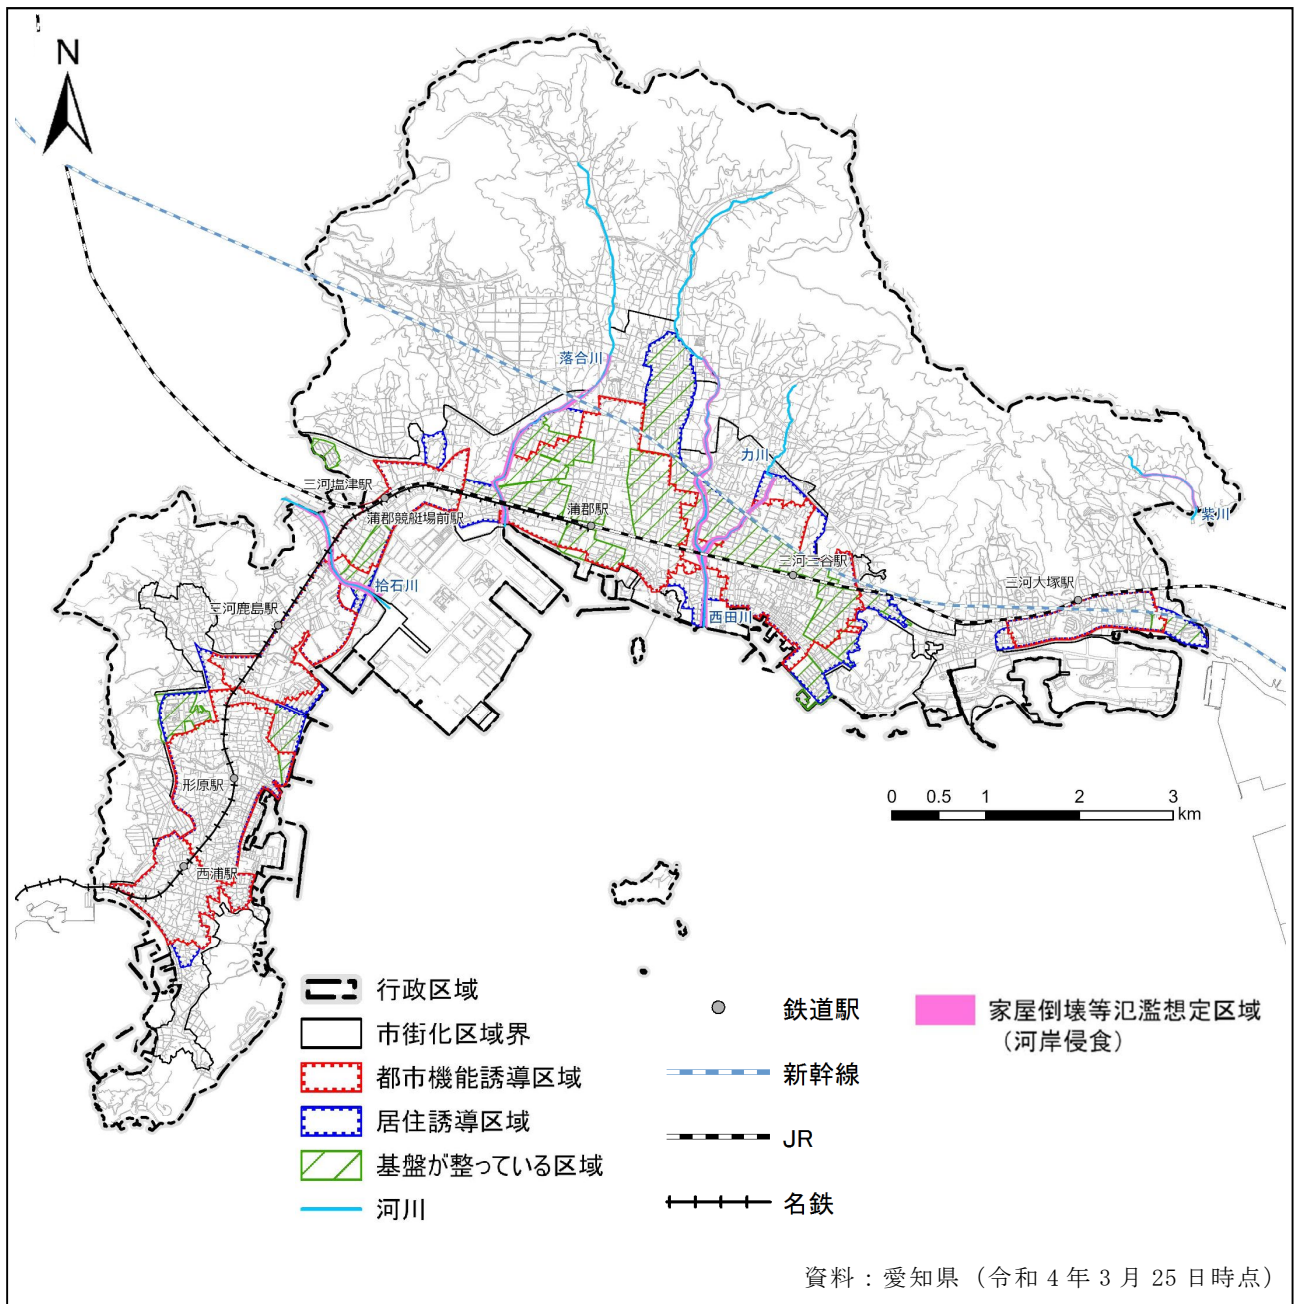 N
落合川
力川
三河塩津駅
蒲郡競艇場前駅
蒲郡駅
紫川
三河三谷駅
三河大塚駅
拾石川
三河鹿島駅
西田川
形原駅
西浦駅
0 0.5 1 2 3
km
行政区域
市街化区域界
都市機能誘導区域
居住誘導区域
基盤が整っている区域
河川
鉄道駅
新幹線
JR
名鉄
家屋倒壊等氾濫想定区域
（河岸侵食）
資料：愛知県（令和4年3月25日時点）